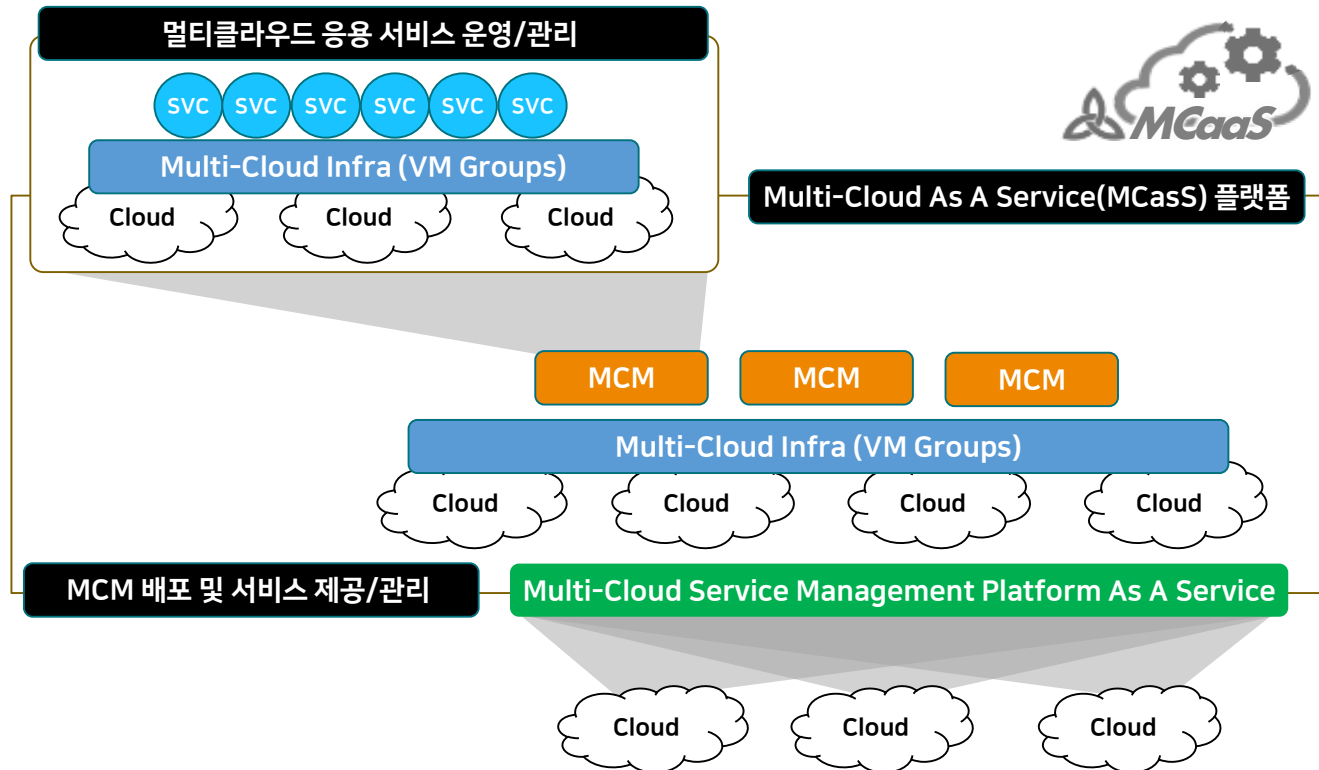 멀티클라우드 응용 서비스 운영/관리
SVC SVC SVC SVC SVC SVC
Multi-Cloud Infra (VM Groups)
Cloud Cloud Cloud
MCaaS
Multi-Cloud As A Service(MCasS) 플랫폼
MCM MCM MCM
Multi-Cloud Infra (VM Groups)
Cloud Cloud Cloud Cloud
MCM 배포 및 서비스 제공/관리
Multi-Cloud Service Management Platform As A Service
Cloud Cloud Cloud